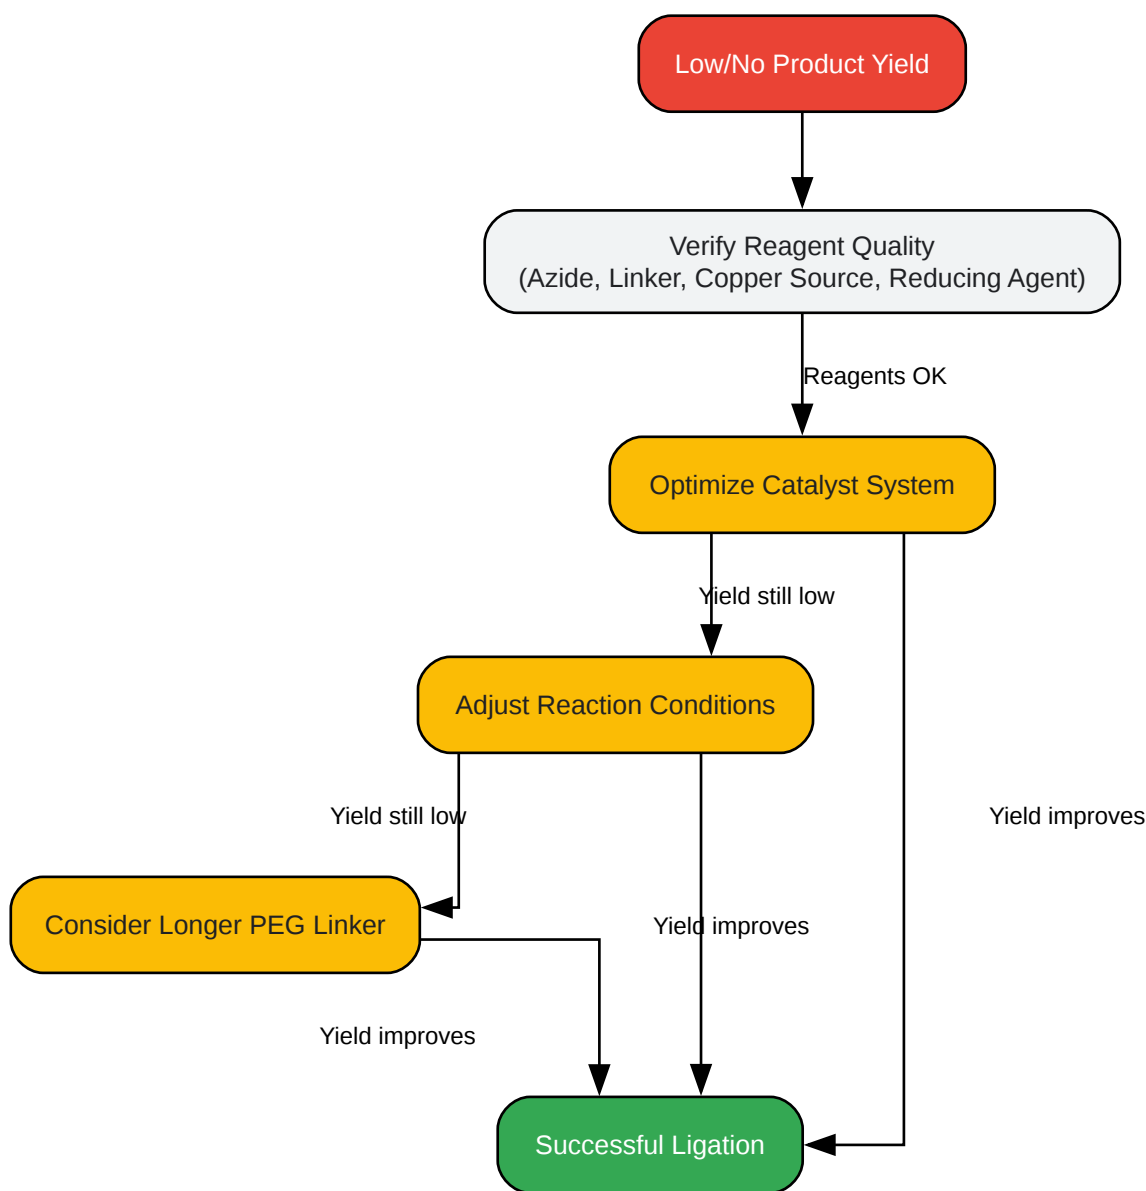 Low/No Product Yield
Verify Reagent Quality
(Azide, Linker, Copper Source, Reducing Agent)
Reagents OK
Optimize Catalyst System
Yield still low
Adjust Reaction Conditions
Yield still low
Yield improves
Consider Longer PEG Linker
Yield improves
Yield improves
Successful Ligation